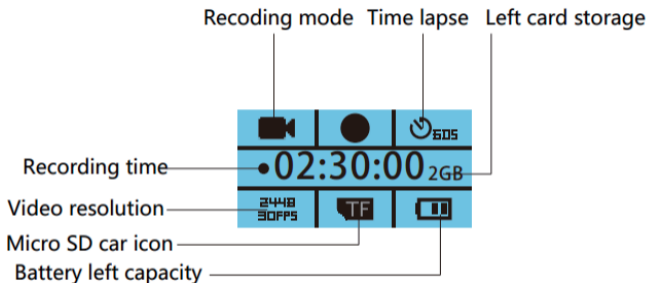 Recoding mode Time lapse Left card storage
60S
Recording time 02:30:00 2GB
Video resolution 2448
30FPS
TF
Micro SD car icon
Battery left capacity